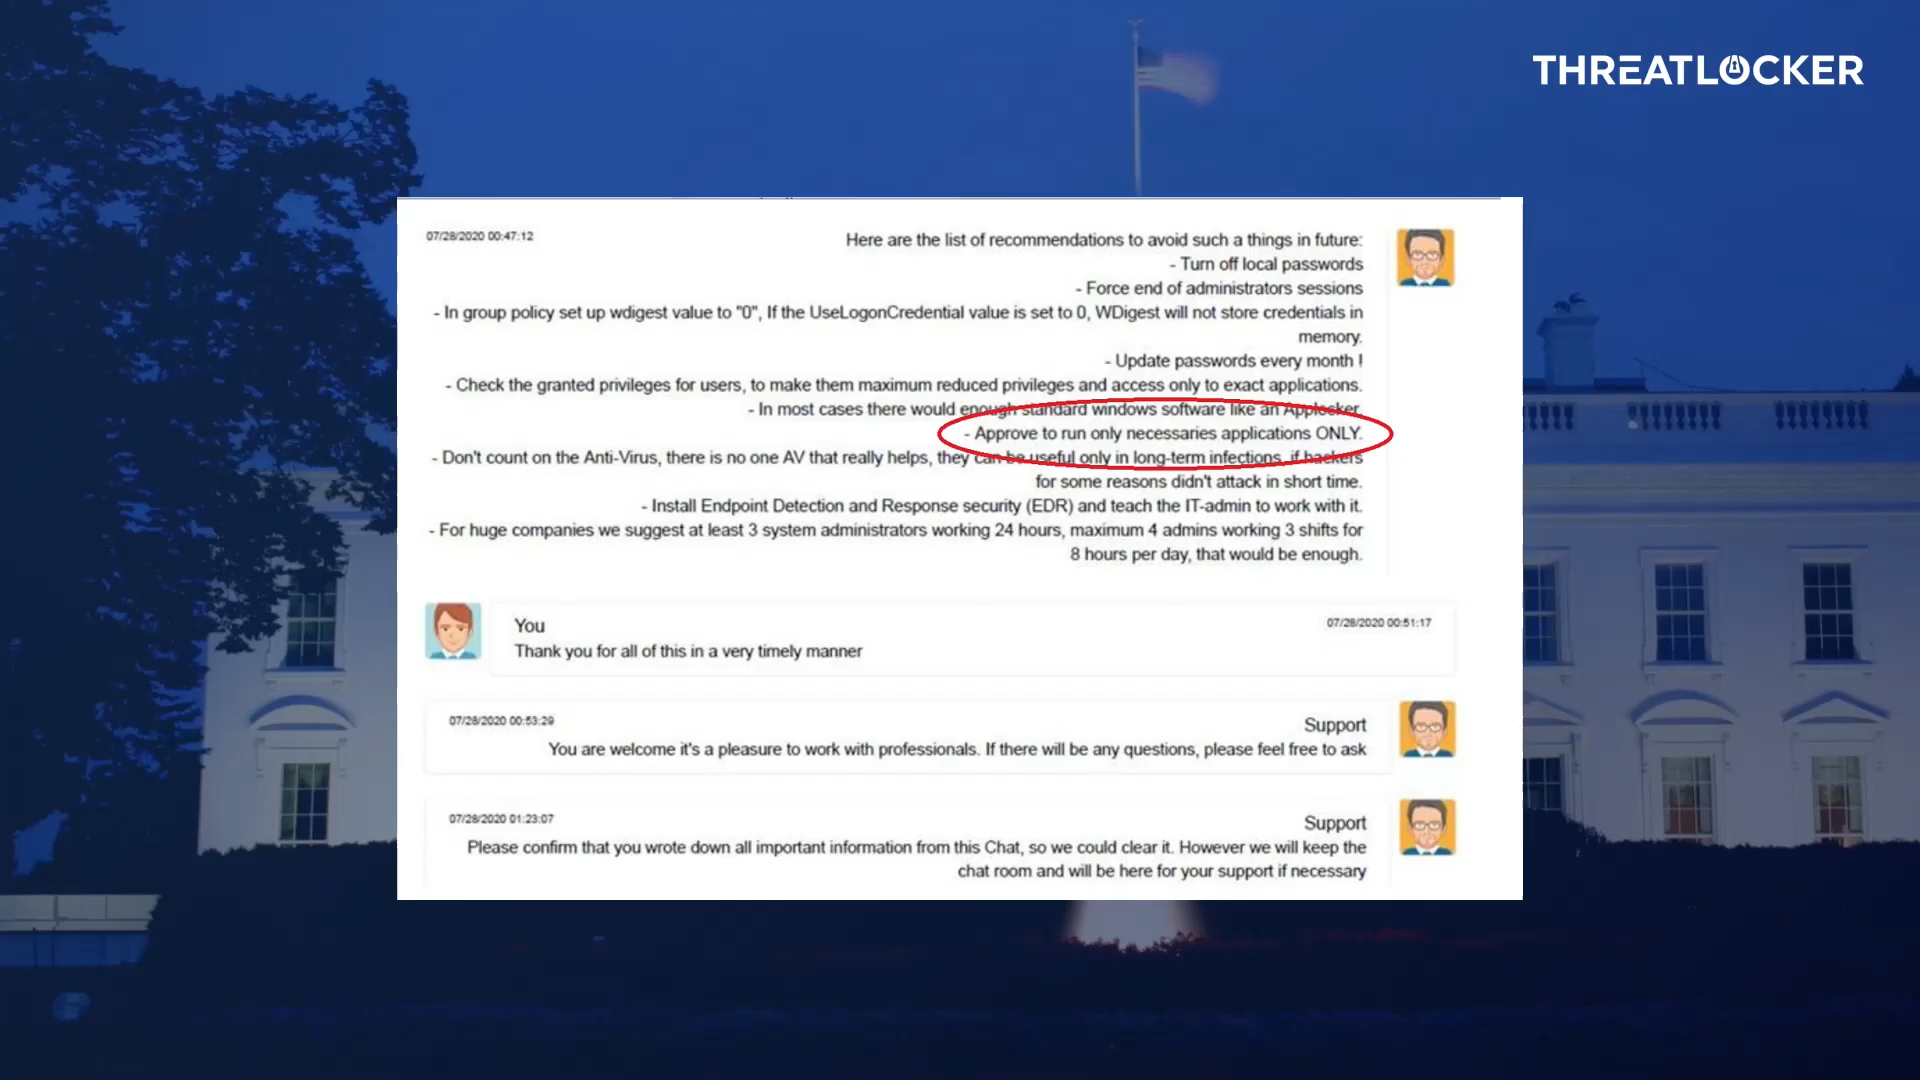 THREATLOCKER
07/28/2020 00:47:12
Here are the list of recommendations to avoid such a things in future:
- Turn off local passwords
- Force end of administrators sessions
- In group policy set up wdigest value to "0", If the UseLogonCredential value is set to 0, WDigest will not store credentials in
memory.
- Update passwords every month !
- Check the granted privileges for users, to make them maximum reduced privileges and access only to exact applications.
- In most cases there would enough standard windows software like an Applocker.
- Approve to run only necessaries applications ONLY.
- Don't count on the Anti-Virus, there is no one AV that really helps, they can be useful only in long-term infections, if hackers
for some reasons didn't attack in short time.
- Install Endpoint Detection and Response security (EDR) and teach the IT-admin to work with it.
- For huge companies we suggest at least 3 system administrators working 24 hours, maximum 4 admins working 3 shifts for
8 hours per day, that would be enough.
You
07/28/2020 00:51:17
Thank you for all of this in a very timely manner
07/28/2020 00:53:29
Support
You are welcome it's a pleasure to work with professionals. If there will be any questions, please feel free to ask
07/28/2020 01:23:07
Support
Please confirm that you wrote down all important information from this Chat, so we could clear it. However we will keep the
chat room and will be here for your support if necessary